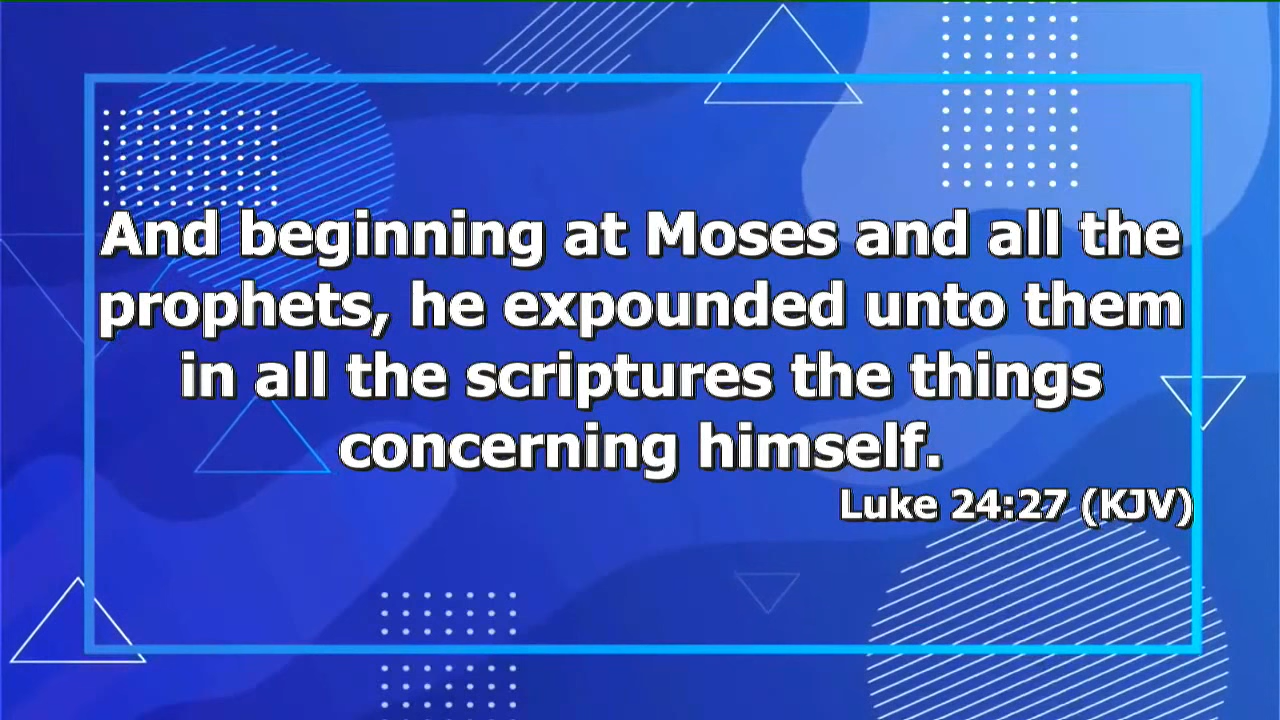 And beginning at Moses and all the
prophets, he expounded unto them
in all the scriptures the things
concerning himself.
Luke 24:27 (KJV)